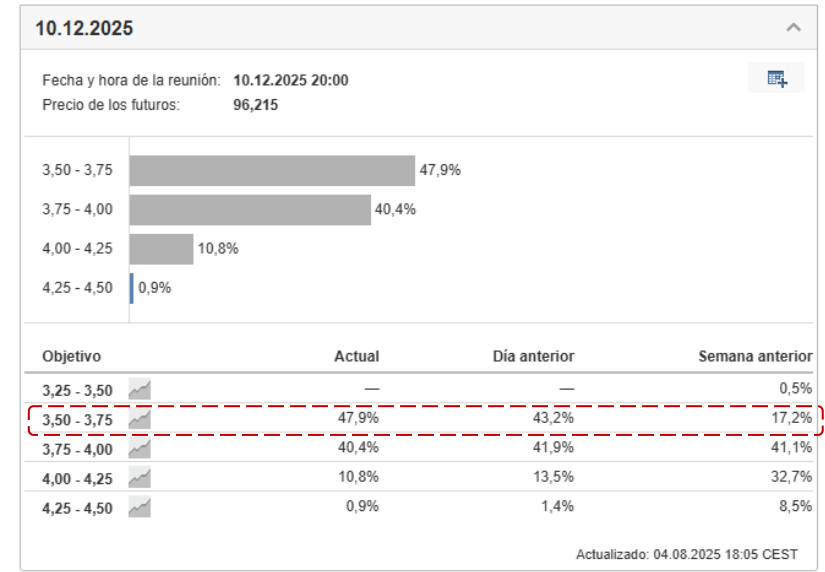 10.12.2025
Fecha y hora de la reunión: 10.12.2025 20:00
Precio de los futuros: 96,215
3,50 - 3,75 47,9%
3,75 - 4,00 40,4%
4,00 - 4,25 10,8%
4,25 - 4,50 0,9%
Objetivo Actual Día anterior Semana anterior
3,25 - 3,50 — — 0,5%
3,50 - 3,75 47,9% 43,2% 17,2%
3,75 - 4,00 40,4% 41,9% 41,1%
4,00 - 4,25 10,8% 13,5% 32,7%
4,25 - 4,50 0,9% 1,4% 8,5%
Actualizado: 04.08.2025 18:05 CEST